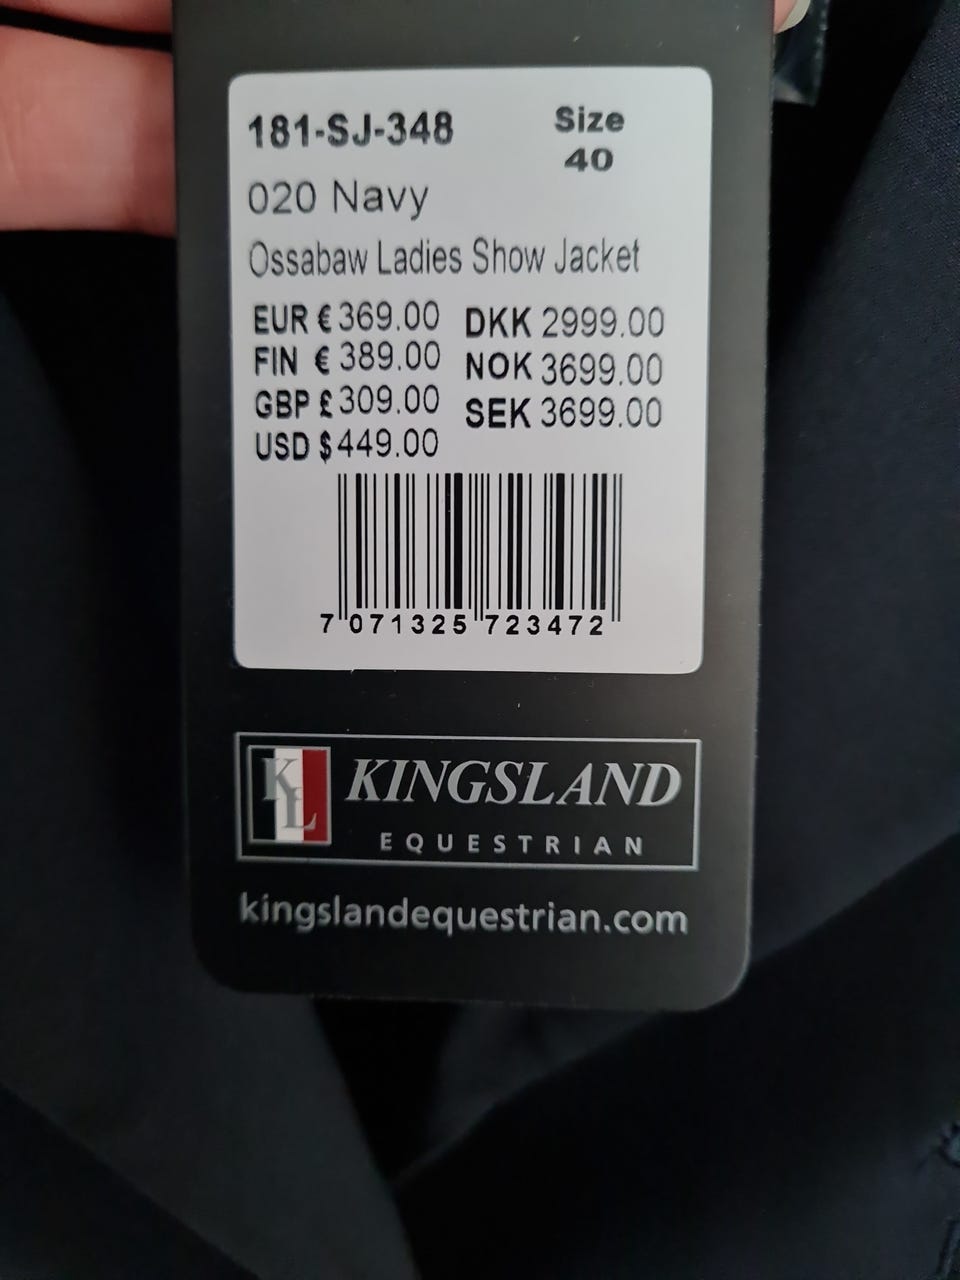 181-SJ-348 Size
40
020 Navy
Ossabaw Ladies Show Jacket
EUR € 369.00 DKK 2999.00
FIN € 389.00 NOK 3699.00
GBP £ 309.00 SEK 3699.00
USD $ 449.00
7 071325 723472
KL KINGSLAND
EQUESTRIAN
kingslandequestrian.com